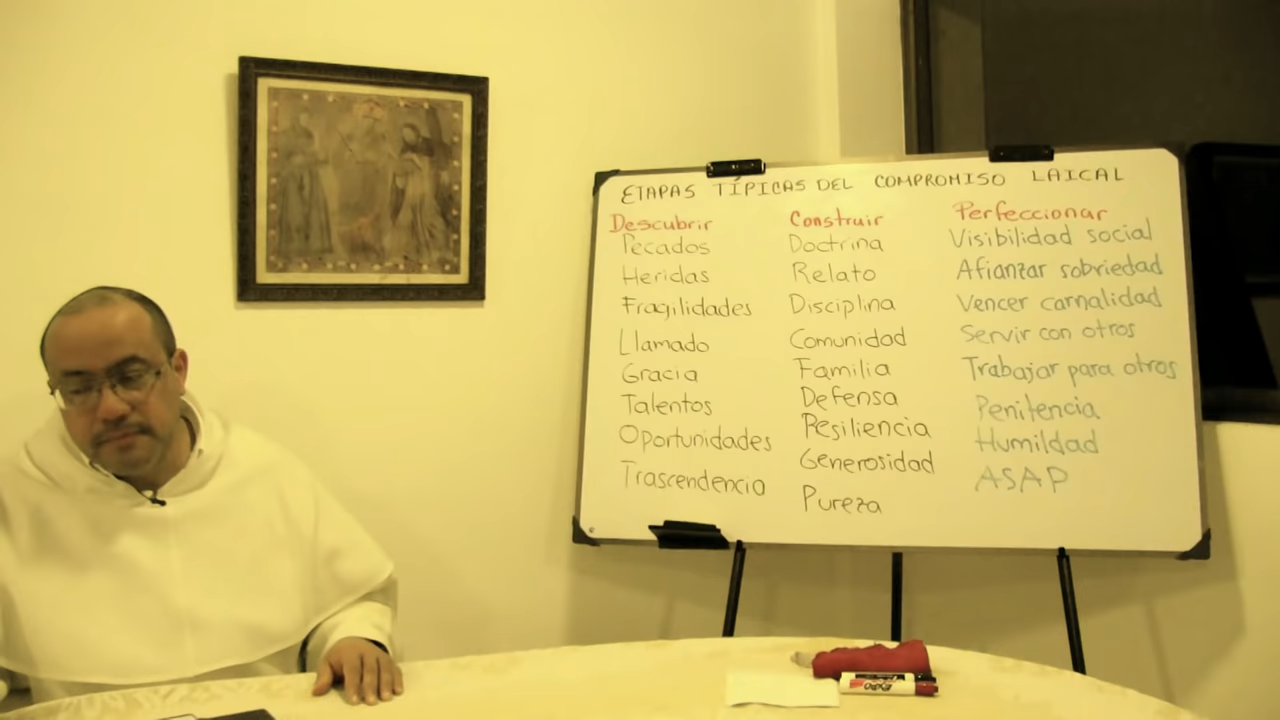 ETAPAS TÍPICAS DEL COMPROMISO LAICAL
Descubrir
Pecados
Heridas
Fragilidades
Llamado
Gracia
Talentos
Oportunidades
Trascendencia
Construir
Doctrina
Relato
Disciplina
Comunidad
Familia
Defensa
Resiliencia
Generosidad
Pureza
Perfeccionar
Visibilidad social
Afianzar sobriedad
Vencer carnalidad
Servir con otros
Trabajar para otros
Penitencia
Humildad
ASAP